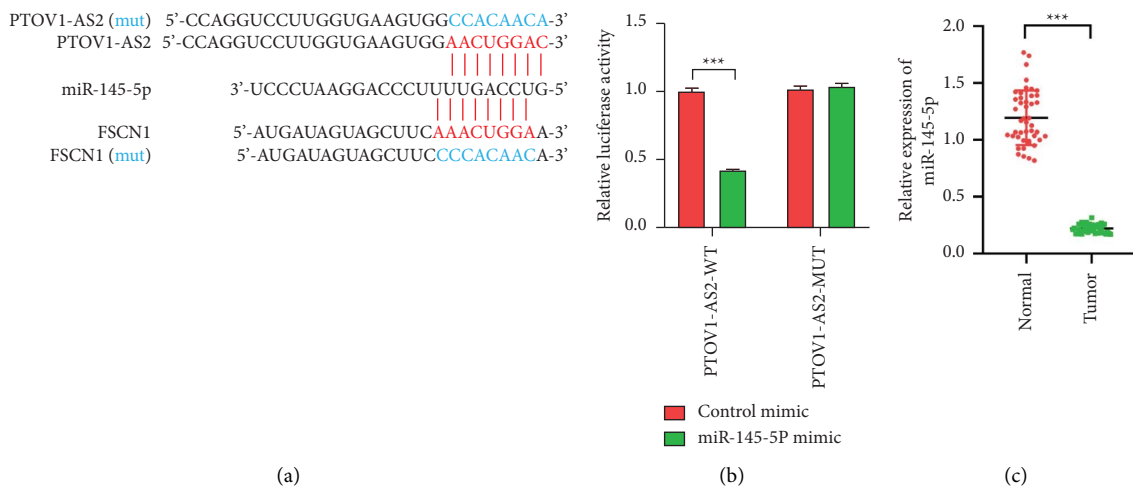 PTOV1-AS2 (mut) 5’-CCAGGUCCUUGGUGAAGUGGCCACAACA-3’
PTOV1-AS2 5’-CCAGGUCCUUGGUGAAGUGGAACUGGAC-3’
miR-145-5p 3’-UCCCUAAGGACCCUUUUGACCUG-5’
FSCN1 5’-AUGAUAGUAGCUUCAAACUGGAA-3’
FSCN1 (mut) 5’-AUGAUAGUAGCUUCCCCACAACA-3’
(a)
Relative luciferase activity
1.5
1.0
0.5
0.0
***
PTOV1-AS2-WT
PTOV1-AS2-MUT
Control mimic
miR-145-5P mimic
(b)
Relative expression of
miR-145-5p
2.0
1.5
1.0
0.5
0.0
***
Normal
Tumor
(c)